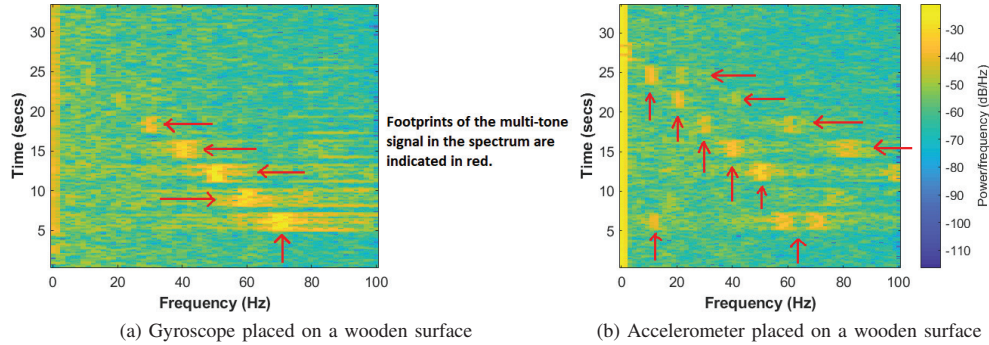 30
25
20
15
10
5
Time (secs)
0 20 40 60 80 100
Frequency (Hz)
(a) Gyroscope placed on a wooden surface
Footprints of the multi-tone
signal in the spectrum are
indicated in red.
30
25
20
15
10
5
Time (secs)
0 20 40 60 80 100
Frequency (Hz)
(b) Accelerometer placed on a wooden surface
-30
-40
-50
-60
-70
-80
-90
-100
-110
Power/frequency (dB/Hz)